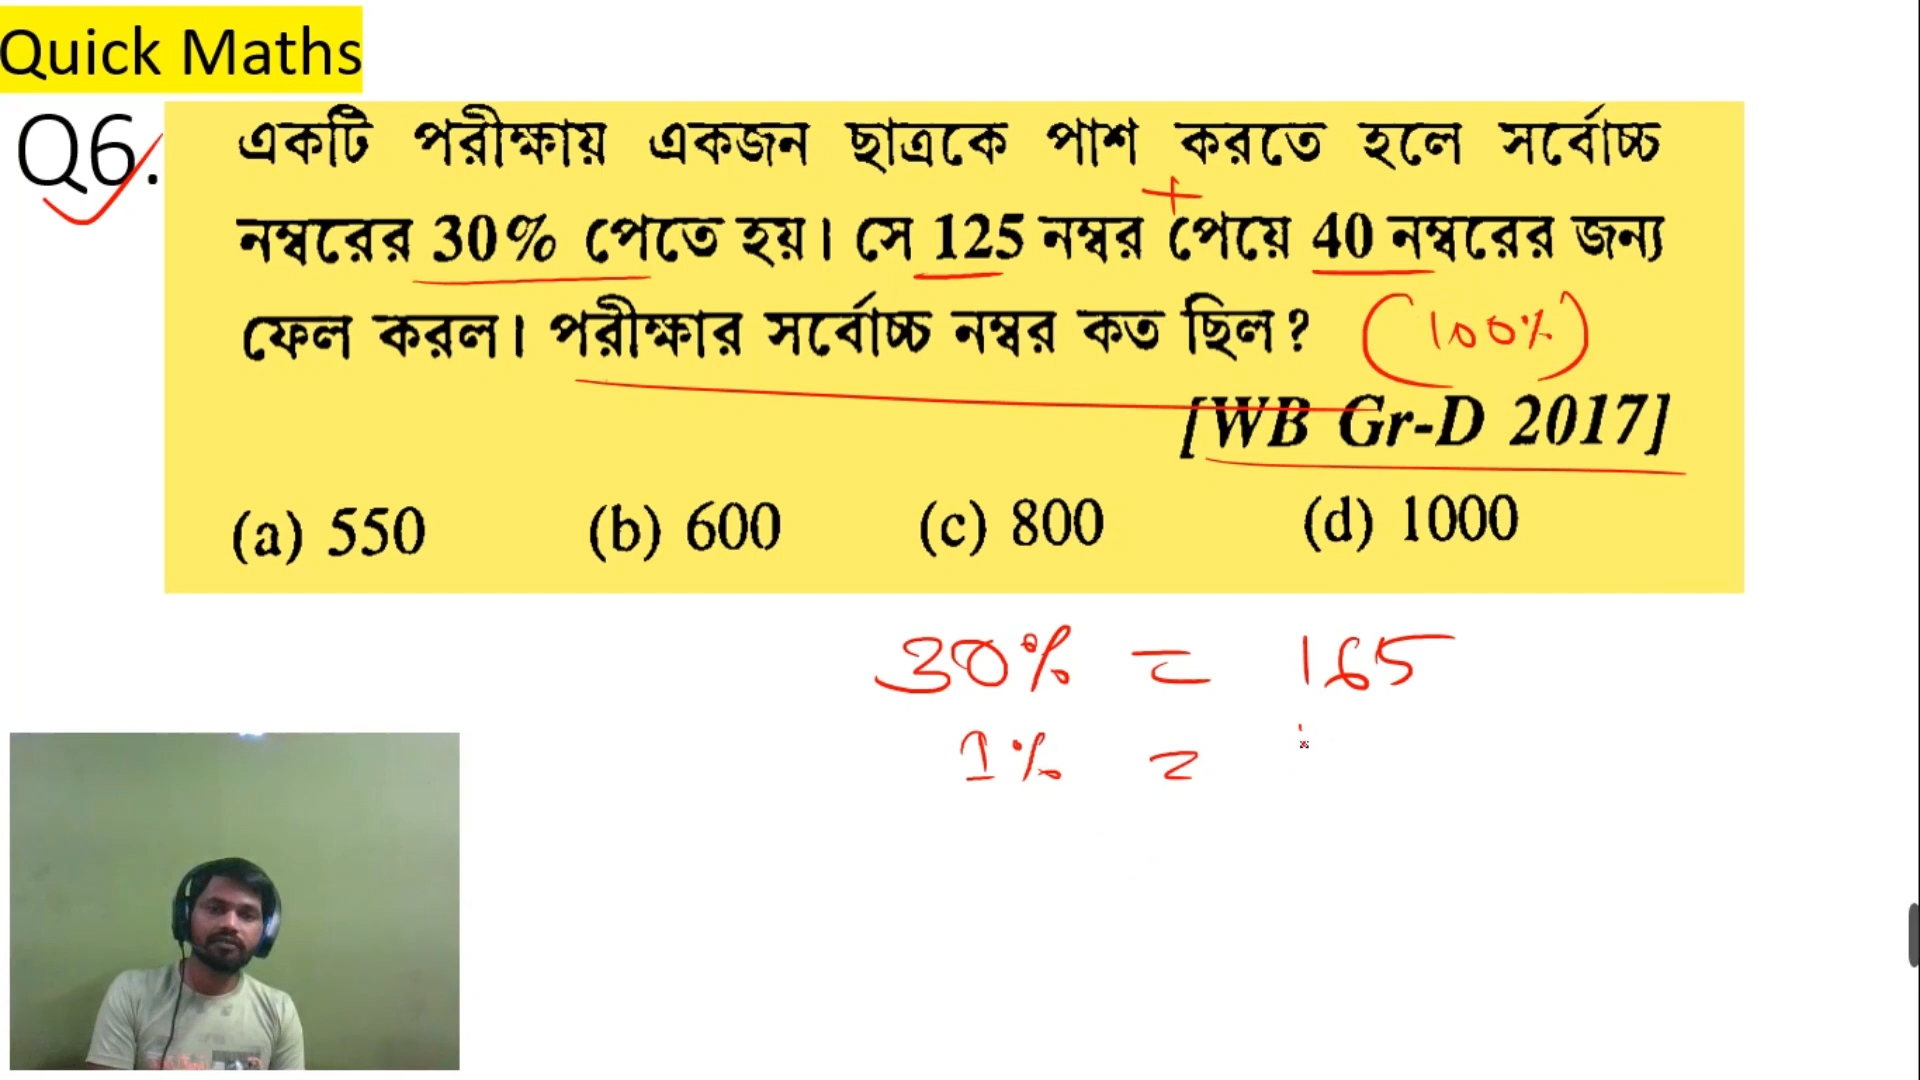 Quick Maths
Q6.
একটি পরীক্ষায় একজন ছাত্রকে পাশ করতে হলে সর্বোচ্চ
নম্বরের 30% পেতে হয়। সে 125 নম্বর পেয়ে 40 নম্বরের জন্য
+
ফেল করল। পরীক্ষার সর্বোচ্চ নম্বর কত ছিল? (100%)
[WB Gr-D 2017]
(a) 550 (b) 600 (c) 800 (d) 1000
30% = 165
1% =